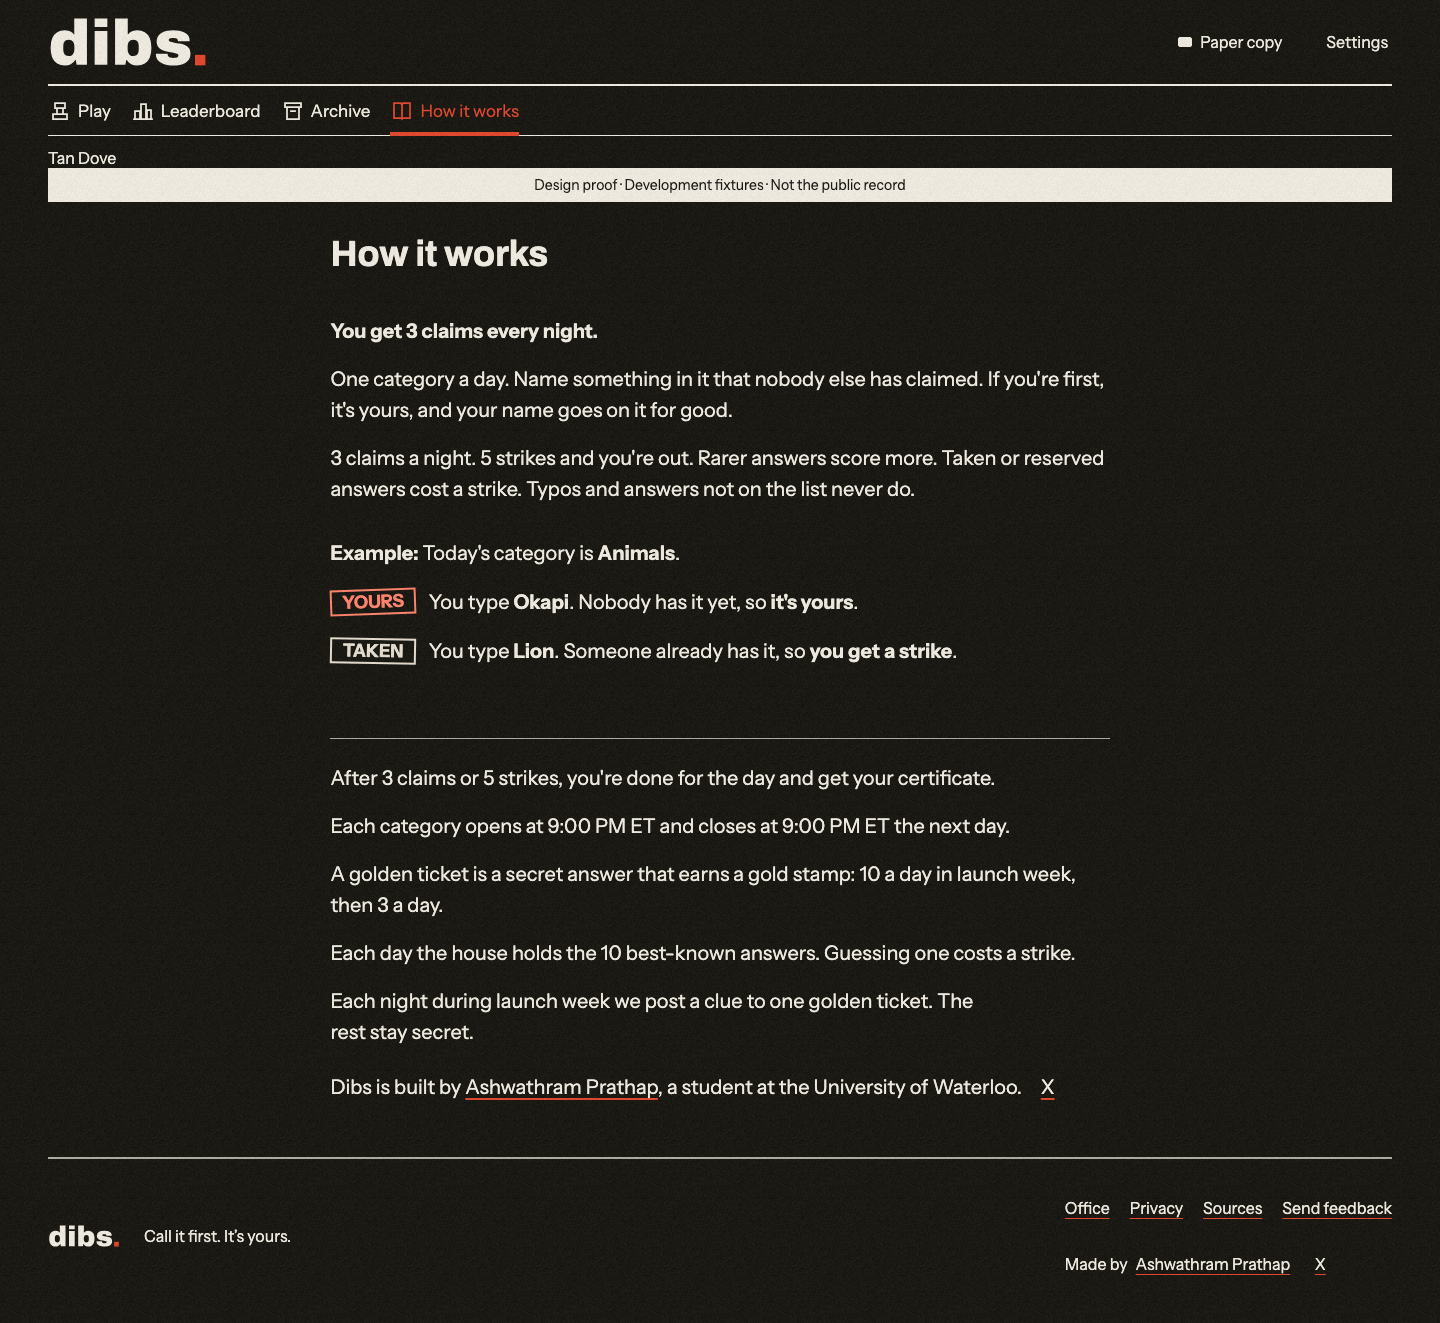 dibs.
Paper copy
Settings
Play
Leaderboard
Archive
How it works
Tan Dove
Design proof · Development fixtures · Not the public record
How it works
You get 3 claims every night.
One category a day. Name something in it that nobody else has claimed. If you're first,
it's yours, and your name goes on it for good.
3 claims a night. 5 strikes and you're out. Rarer answers score more. Taken or reserved
answers cost a strike. Typos and answers not on the list never do.
Example: Today's category is Animals.
YOURS You type Okapi. Nobody has it yet, so it's yours.
TAKEN You type Lion. Someone already has it, so you get a strike.
After 3 claims or 5 strikes, you're done for the day and get your certificate.
Each category opens at 9:00 PM ET and closes at 9:00 PM ET the next day.
A golden ticket is a secret answer that earns a gold stamp: 10 a day in launch week,
then 3 a day.
Each day the house holds the 10 best-known answers. Guessing one costs a strike.
Each night during launch week we post a clue to one golden ticket. The
rest stay secret.
Dibs is built by Ashwathram Prathap, a student at the University of Waterloo. X
dibs. Call it first. It's yours.
Office Privacy Sources Send feedback
Made by Ashwathram Prathap X